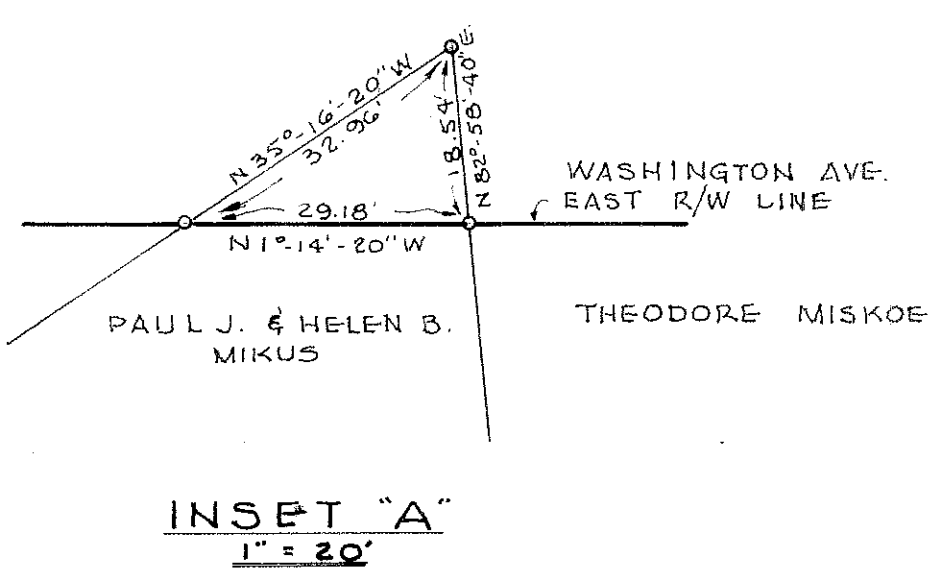 N 35°-16'-20" W
32.96'
18.54'
N 82°-58'-40" E.
29.18'
N 1°-14'-20" W
WASHINGTON AVE.
EAST R/W LINE
PAUL J. & HELEN B.
MIKUS
THEODORE MISKOE
INSET "A"
1" = 20'